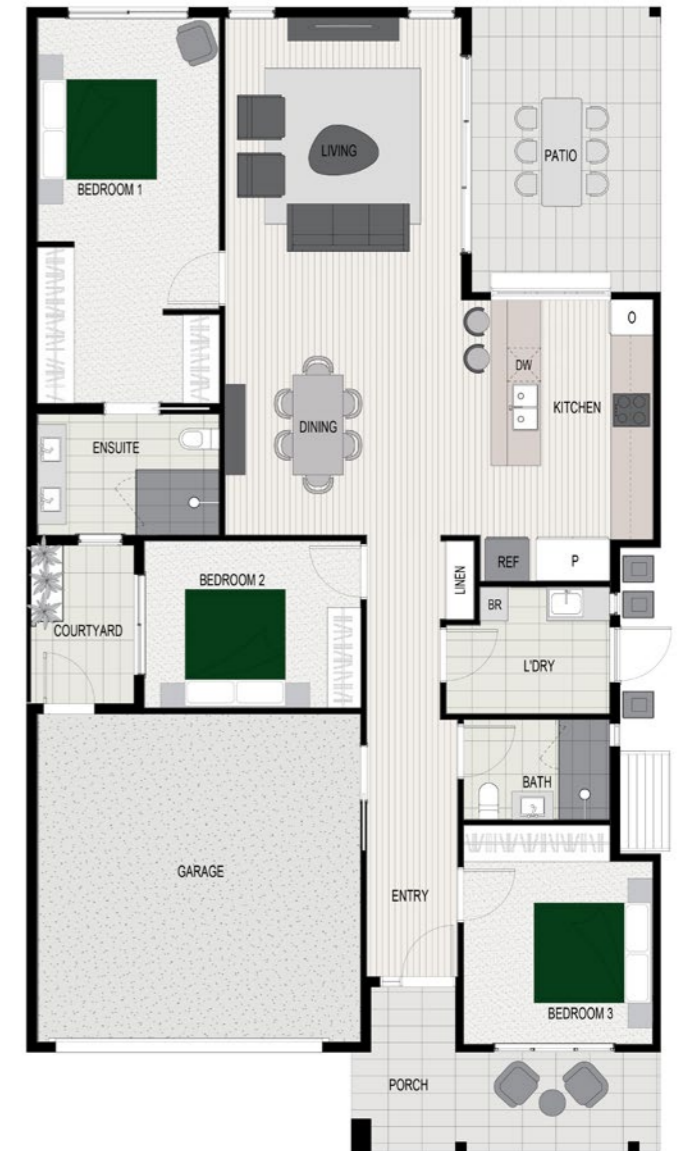 LIVING
PATIO
BEDROOM 1
O
DW
KITCHEN
DINING
ENSUITE
REF
P
LINEN
BEDROOM 2
BR
COURTYARD
L'DRY
BATH
GARAGE
ENTRY
BEDROOM 3
PORCH